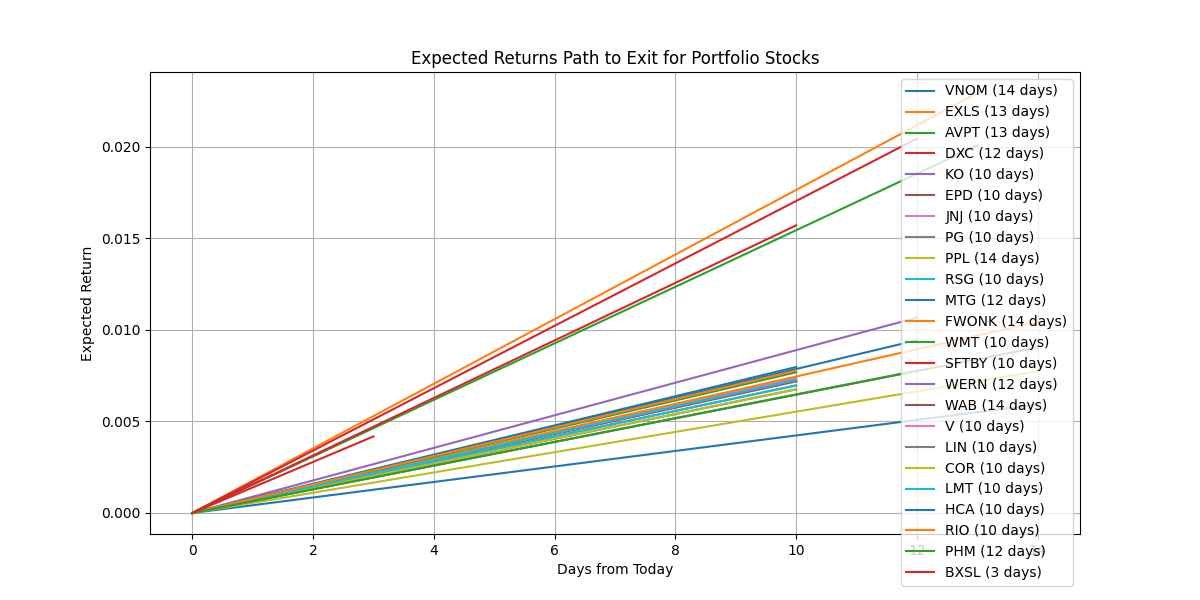 Expected Returns Path to Exit for Portfolio Stocks
Expected Return
0.020
0.015
0.010
0.005
0.000
0
2
4
6
8
10
12
Days from Today
VNOM (14 days)
EXLS (13 days)
AVPT (13 days)
DXC (12 days)
KO (10 days)
EPD (10 days)
JNJ (10 days)
PG (10 days)
PPL (14 days)
RSG (10 days)
MTG (12 days)
FWONK (14 days)
WMT (10 days)
SFTBY (10 days)
WERN (12 days)
WAB (14 days)
V (10 days)
LIN (10 days)
COR (10 days)
LMT (10 days)
HCA (10 days)
RIO (10 days)
PHM (12 days)
BXSL (3 days)